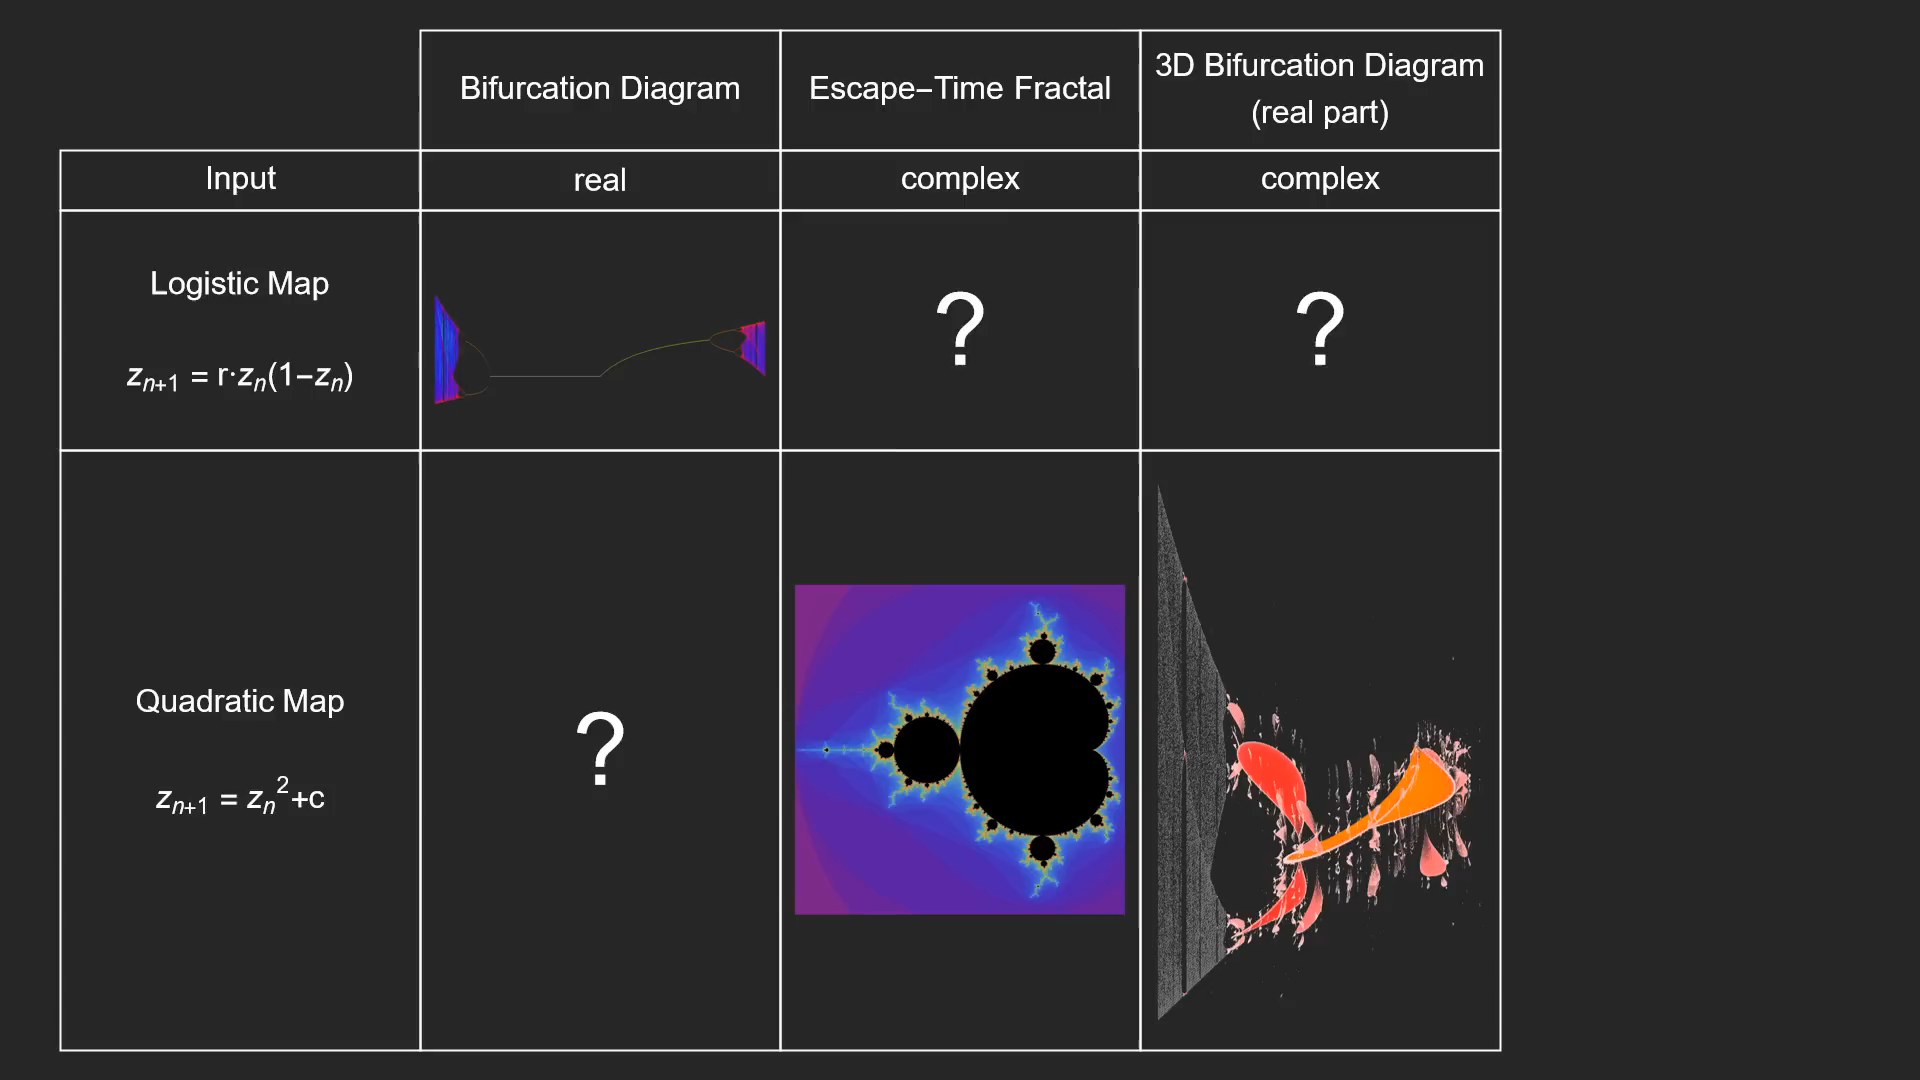 Bifurcation Diagram
Escape–Time Fractal
3D Bifurcation Diagram
(real part)
Input
real
complex
complex
Logistic Map
zₙ₊₁ = r·zₙ(1–zₙ)
?
?
Quadratic Map
zₙ₊₁ = zₙ²+c
?